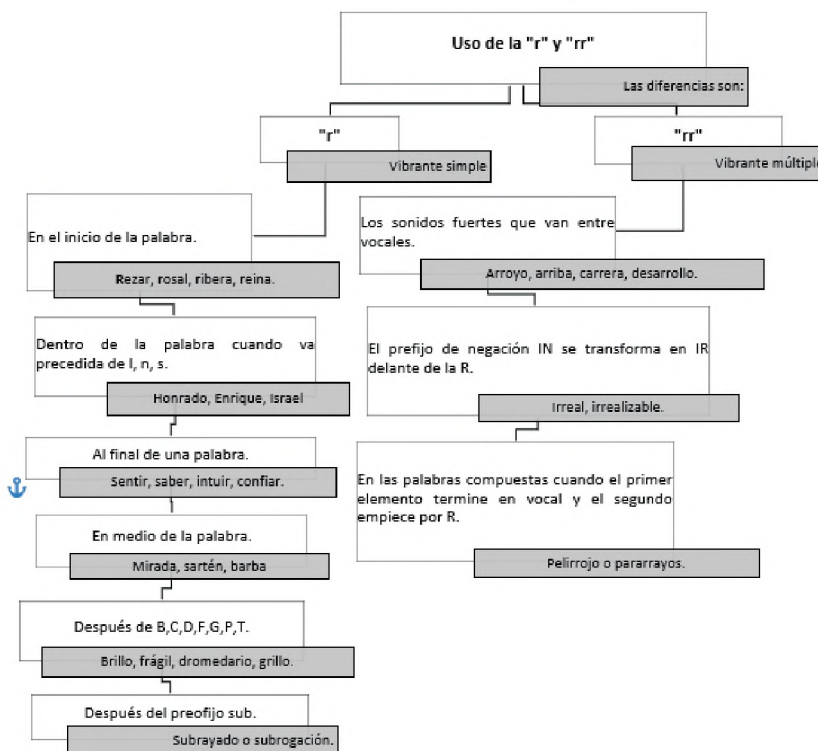 Uso de la "r" y "rr"
Las diferencias son:
"r"
Vibrante simple
"rr"
Vibrante múltiple
En el inicio de la palabra.
Rezar, rosal, ribera, reina.
Dentro de la palabra cuando va
precedida de l, n, s.
Honrado, Enrique, Israel
Al final de una palabra.
Sentir, saber, intuir, confiar.
En medio de la palabra.
Mirada, sartén, barba
Después de B,C,D,F,G,P,T.
Brillo, frágil, dromedario, grillo.
Después del preofijo sub.
Subrayado o subrogación.
Los sonidos fuertes que van entre
vocales.
Arroyo, arriba, carrera, desarrollo.
El prefijo de negación IN se transforma en IR
delante de la R.
Irreal, irrealizable.
En las palabras compuestas cuando el primer
elemento termine en vocal y el segundo
empiece por R.
Pelirrojo o pararrayos.